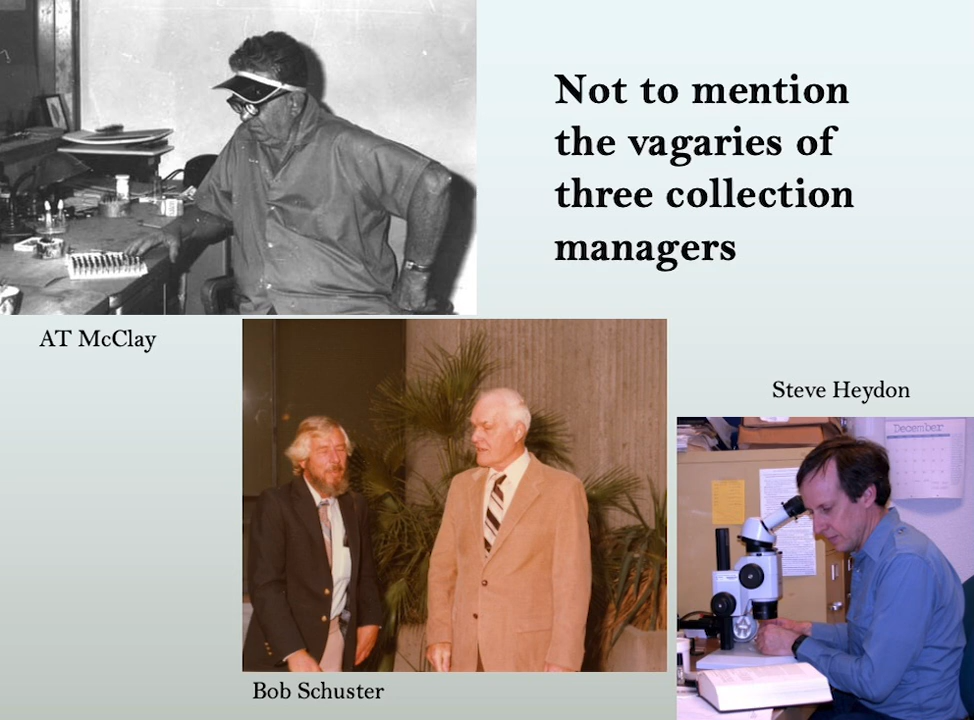 Not to mention
the vagaries of
three collection
managers
AT McClay
Steve Heydon
December
Bob Schuster